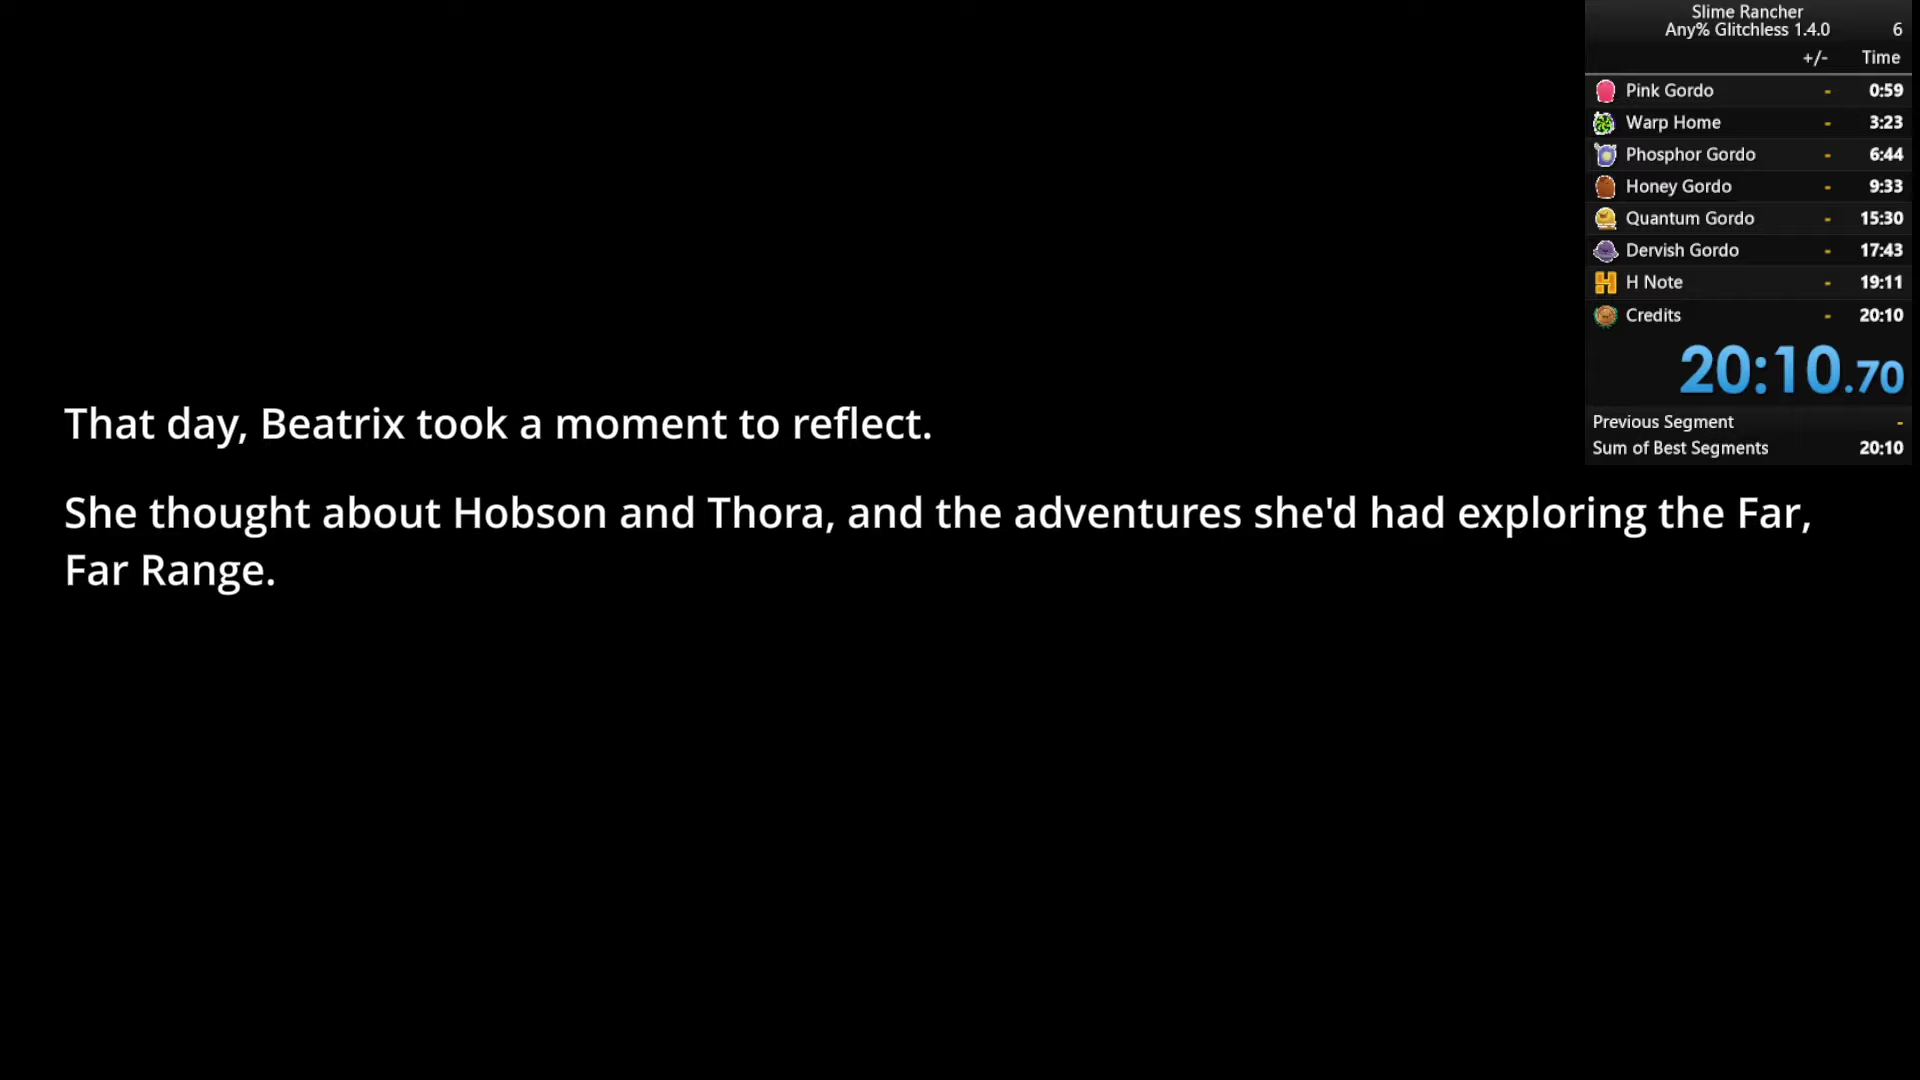 Slime Rancher
Any% Glitchless 1.4.0 6
+/- Time
Pink Gordo - 0:59
Warp Home - 3:23
Phosphor Gordo - 6:44
Honey Gordo - 9:33
Quantum Gordo - 15:30
Dervish Gordo - 17:43
H Note - 19:11
Credits - 20:10
20:10.70
Previous Segment -
Sum of Best Segments 20:10
That day, Beatrix took a moment to reflect.
She thought about Hobson and Thora, and the adventures she'd had exploring the Far,
Far Range.